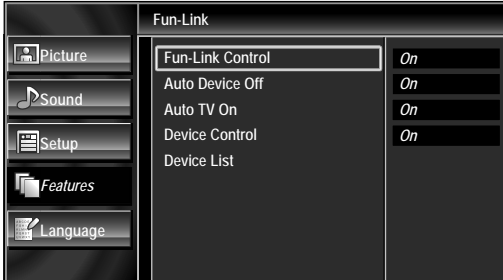 Fun-Link
Picture
Sound
Setup
Features
Language
Fun-Link Control On
Auto Device Off On
Auto TV On On
Device Control On
Device List